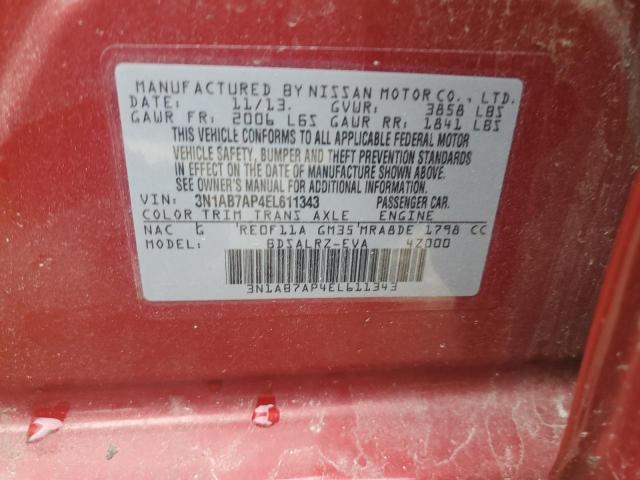 MANUFACTURED BY NISSAN MOTOR CO., LTD.
DATE: 11/13. GVWR: 3858 LBS
GAWR FR: 2006 LBS GAWR RR: 1841 LBS
THIS VEHICLE CONFORMS TO ALL APPLICABLE FEDERAL MOTOR
VEHICLE SAFETY, BUMPER AND THEFT PREVENTION STANDARDS
IN EFFECT ON THE DATE OF MANUFACTURE SHOWN ABOVE.
SEE OWNER'S MANUAL FOR ADDITIONAL INFORMATION.
VIN: 3N1AB7AP4EL611343 PASSENGER CAR.
COLOR TRIM TRANS AXLE ENGINE
NAC G RE0F11A GM35 MRA8DE 1798 CC
MODEL: BDSALRZ-EVA 4Z000
3N1AB7AP4EL611343